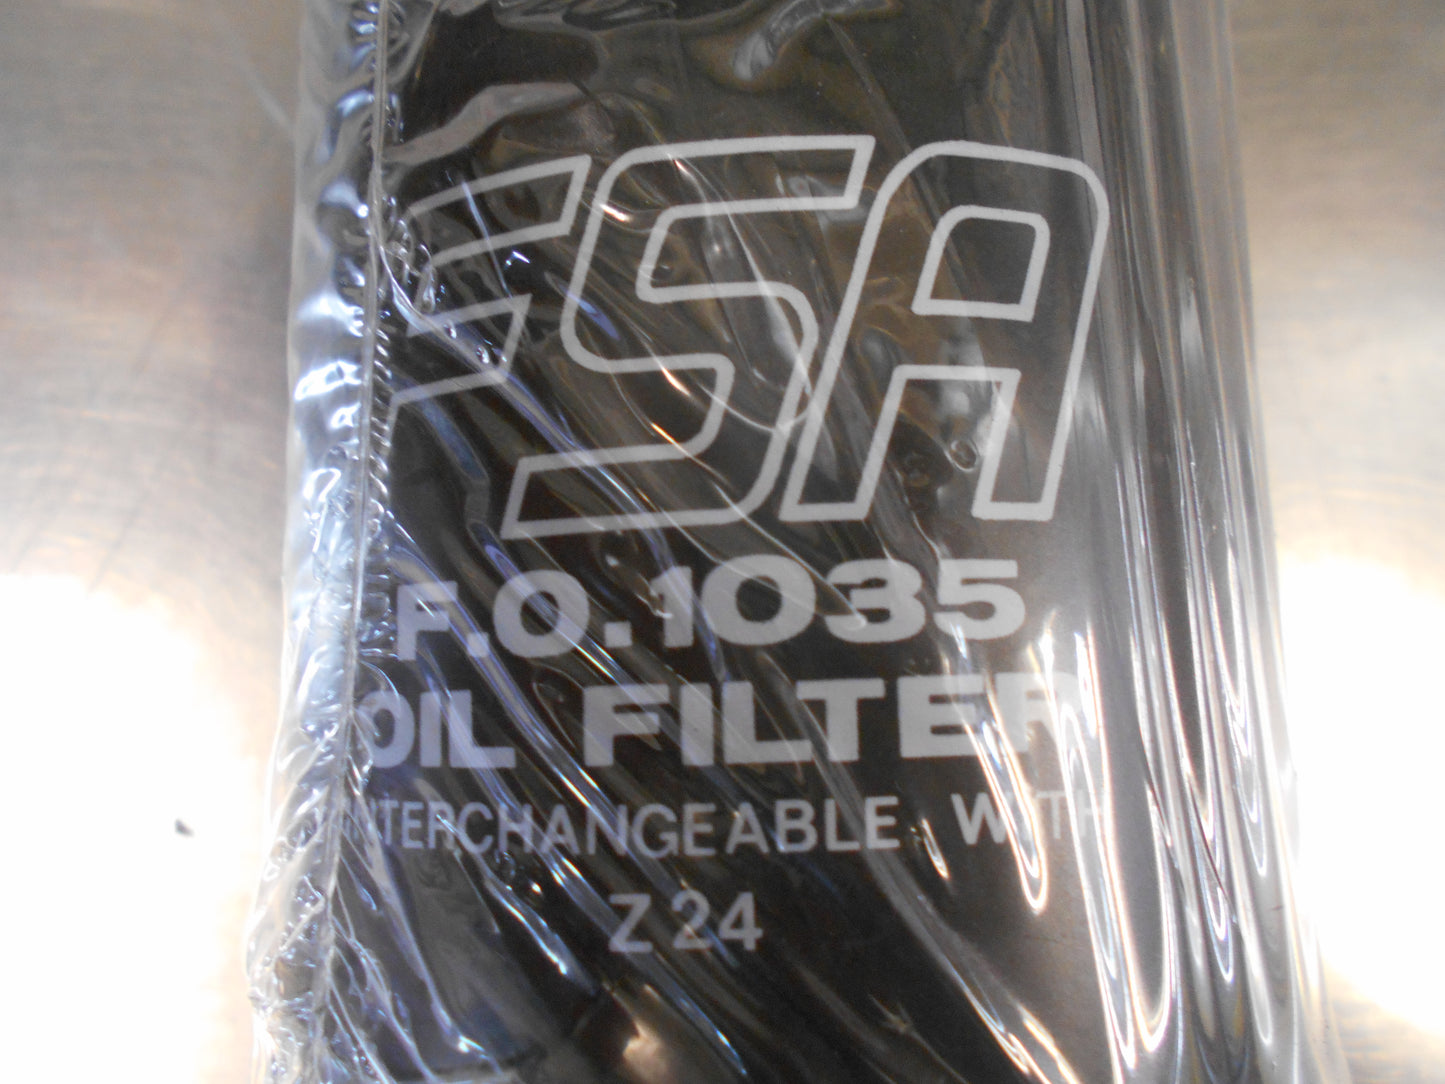 FSA
F.O.1035
OIL FILTER
INTERCHANGEABLE WITH
Z 24